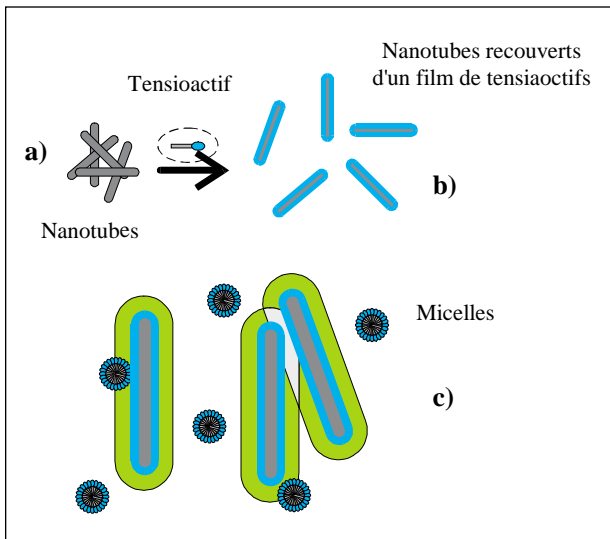 Nanotubes recouverts
d'un film de tensiaoctifs
Tensioactif
a)
b)
Nanotubes
Micelles
c)